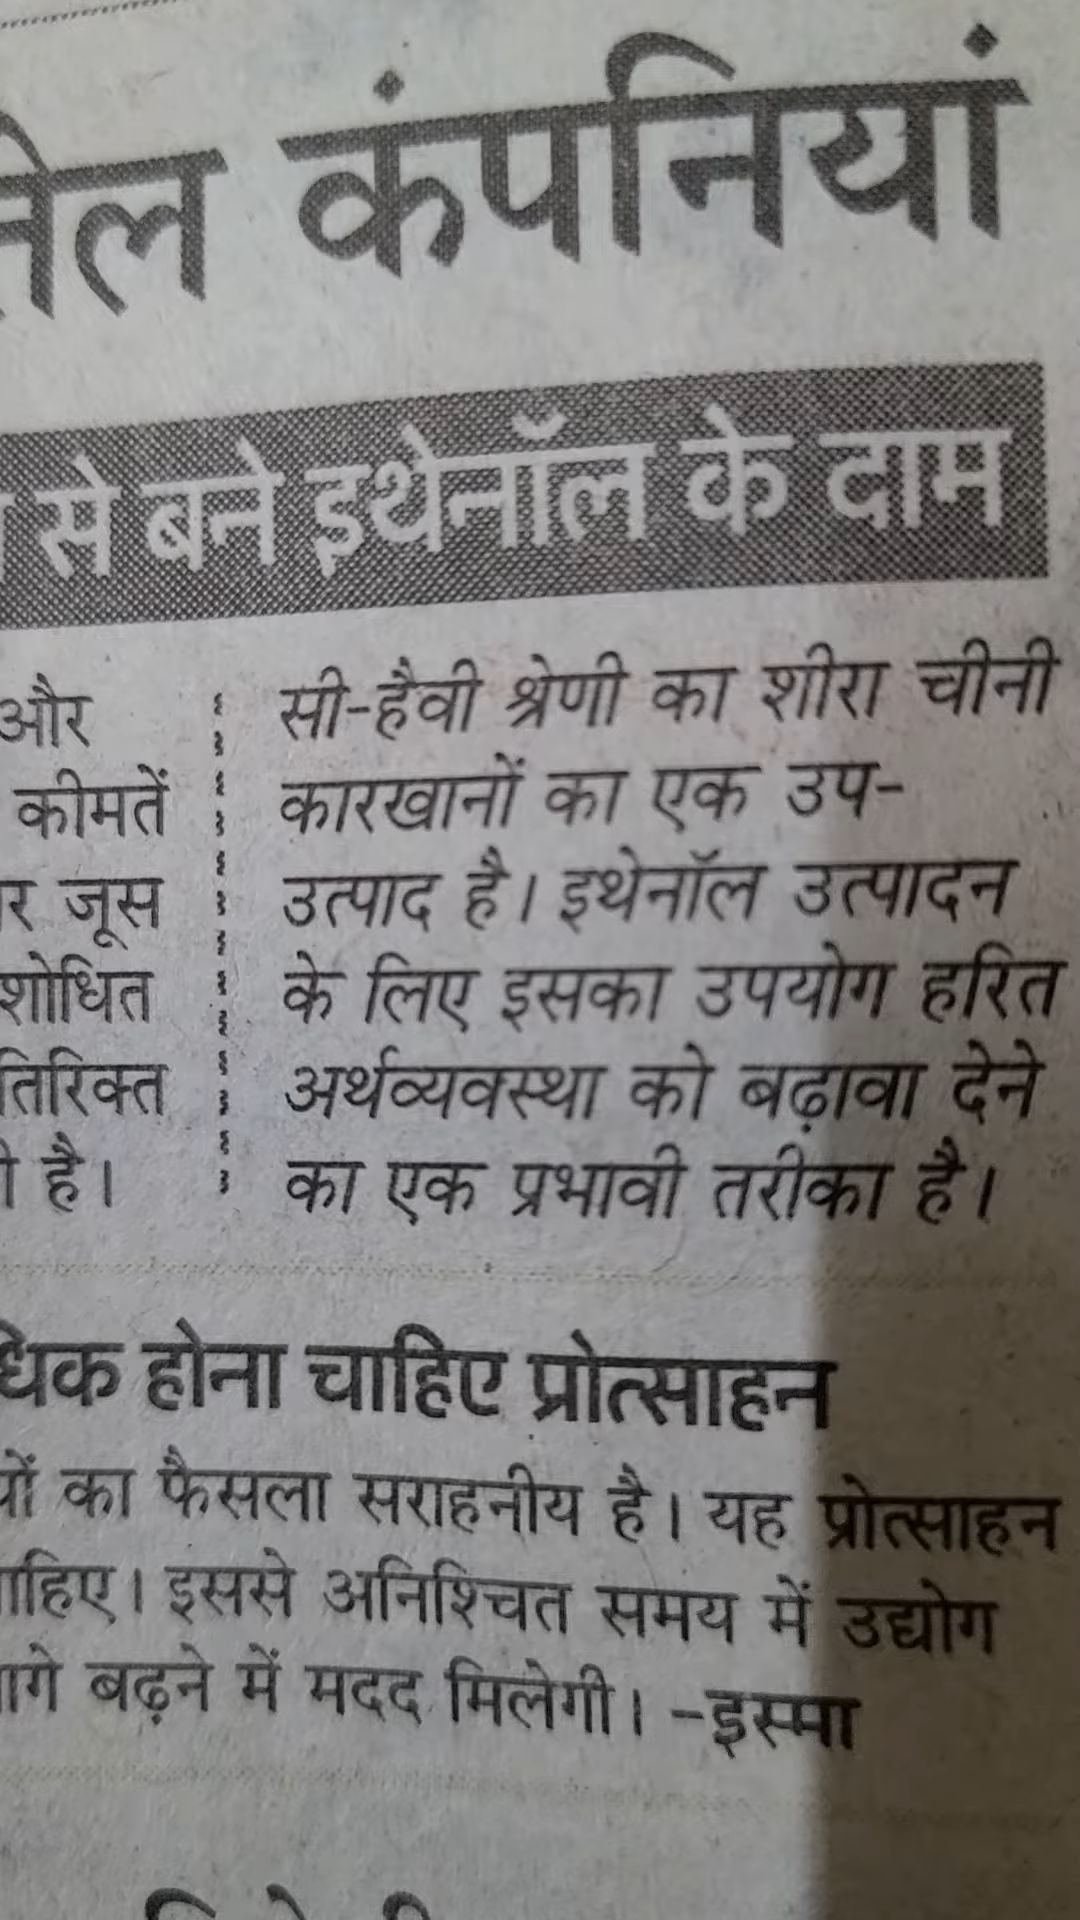 तेल कंपनियां
से बने इथेनॉल के दाम
और
कीमतें
जूस
शोधित
है।
सी-हैवी श्रेणी का शीरा चीनी
कारखानों का एक उप-
उत्पाद है। इथेनॉल उत्पादन
के लिए इसका उपयोग हरित
अर्थव्यवस्था को बढ़ावा देने
का एक प्रभावी तरीका है।
होना चाहिए प्रोत्साहन
का फैसला सराहनीय है। यह प्रोत्साहन
इससे अनिश्चित समय में उद्योग
बढ़ने में मदद मिलेगी। -इस्मा